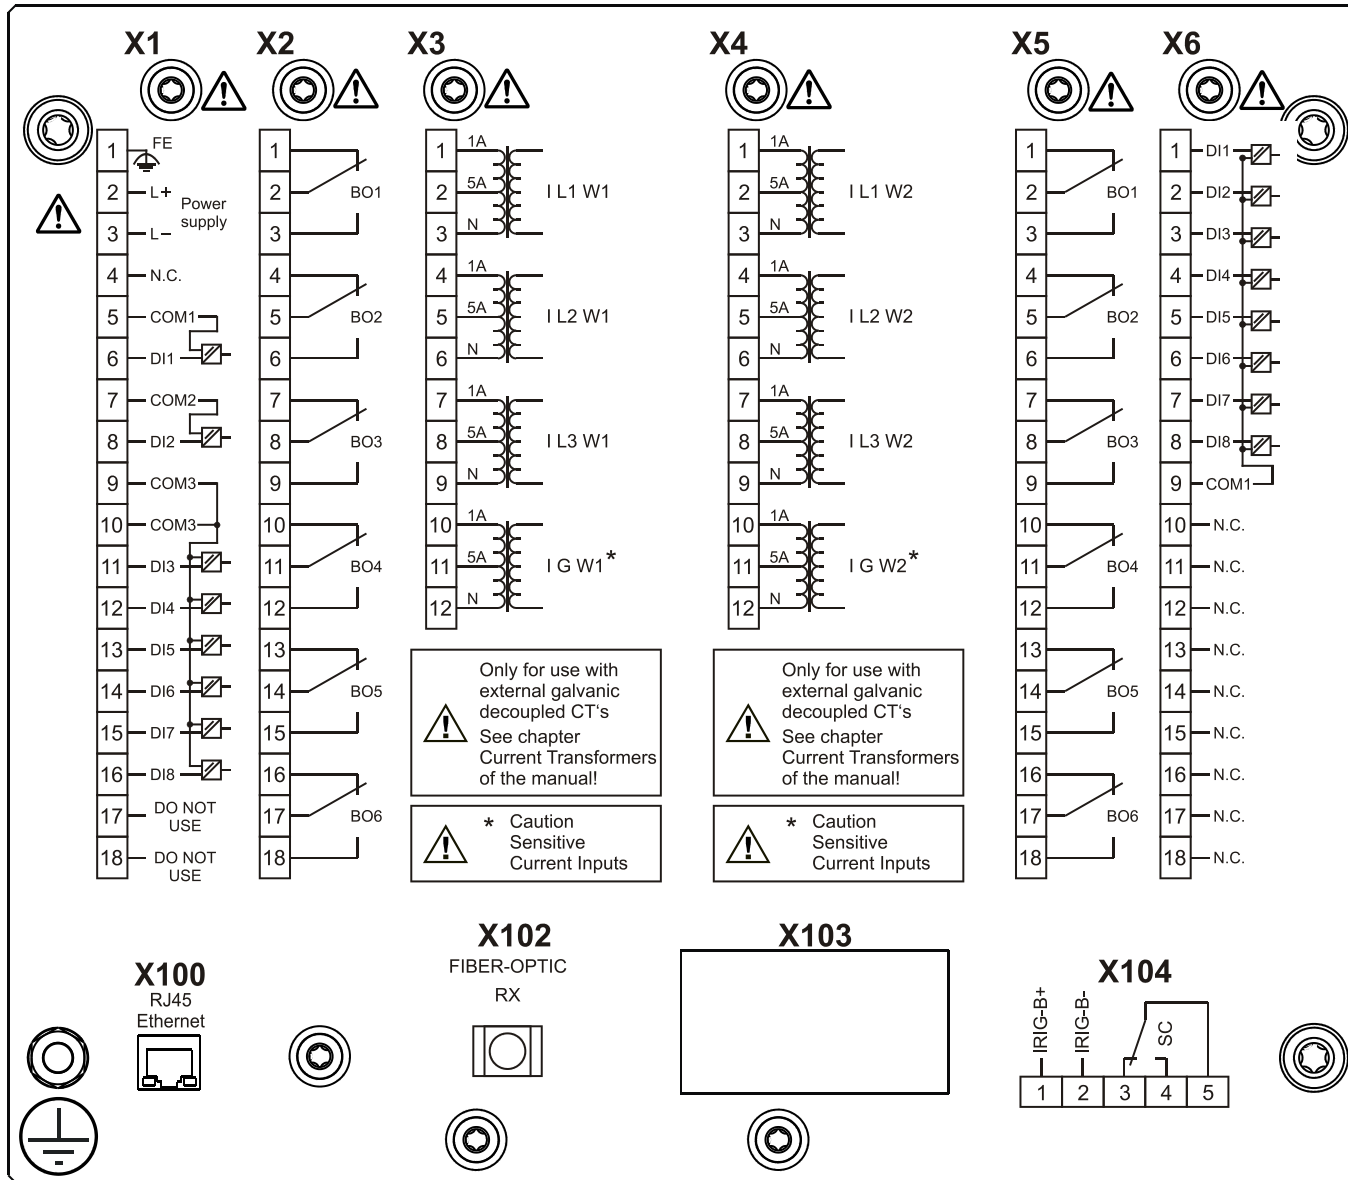 X1
X2
X3
X4
X5
X6
1 FE
2 L+
Power
supply
3 L−
4 N.C.
5 COM1
6 DI1
7 COM2
8 DI2
9 COM3
10 COM3
11 DI3
12 DI4
13 DI5
14 DI6
15 DI7
16 DI8
17 DO NOT
USE
18 DO NOT
USE
1
2 BO1
3
4
5 BO2
6
7
8 BO3
9
10
11 BO4
12
13
14 BO5
15
16
17 BO6
18
1 1A
2 5A I L1 W1
3 N
4 1A
5 5A I L2 W1
6 N
7 1A
8 5A I L3 W1
9 N
10 1A
11 5A I G W1*
12 N
Only for use with
external galvanic
decoupled CT‘s
See chapter
Current Transformers
of the manual!
* Caution
Sensitive
Current Inputs
1 1A
2 5A I L1 W2
3 N
4 1A
5 5A I L2 W2
6 N
7 1A
8 5A I L3 W2
9 N
10 1A
11 5A I G W2*
12 N
Only for use with
external galvanic
decoupled CT‘s
See chapter
Current Transformers
of the manual!
* Caution
Sensitive
Current Inputs
1
2 BO1
3
4
5 BO2
6
7
8 BO3
9
10
11 BO4
12
13
14 BO5
15
16
17 BO6
18
1 DI1
2 DI2
3 DI3
4 DI4
5 DI5
6 DI6
7 DI7
8 DI8
9 COM1
10 N.C.
11 N.C.
12 N.C.
13 N.C.
14 N.C.
15 N.C.
16 N.C.
17 N.C.
18 N.C.
X100
RJ45
Ethernet
X102
FIBER-OPTIC
RX
X103
X104
IRIG-B+
IRIG-B-
SC
1 2 3 4 5